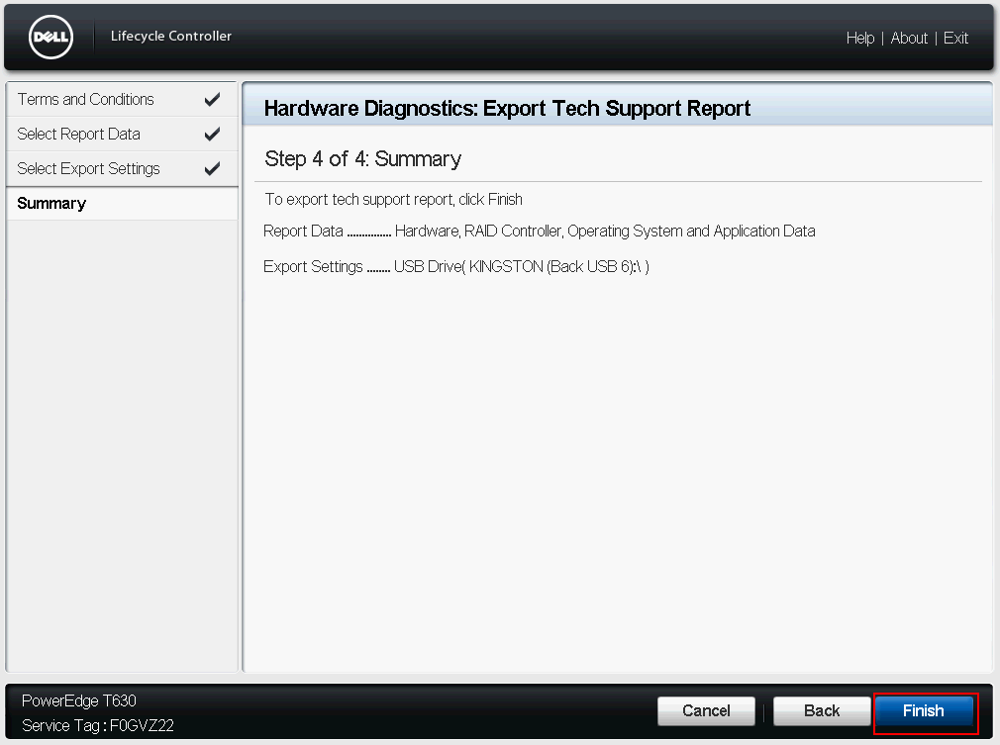 DELL
Lifecycle Controller
Help | About | Exit
Terms and Conditions
Select Report Data
Select Export Settings
Summary
Hardware Diagnostics: Export Tech Support Report
Step 4 of 4: Summary
To export tech support report, click Finish
Report Data .............. Hardware, RAID Controller, Operating System and Application Data
Export Settings ........ USB Drive( KINGSTON (Back USB 6):\ )
PowerEdge T630
Service Tag : F0GVZ22
Cancel
Back
Finish